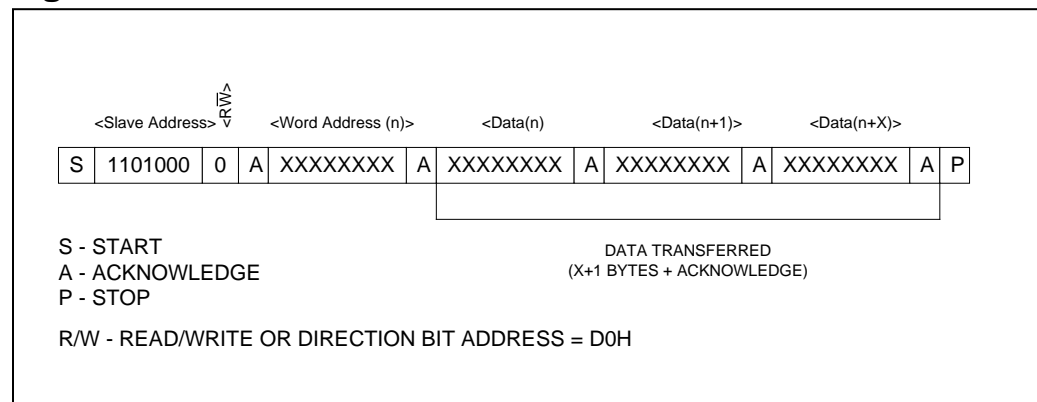 <RW>
<Slave Address> <Word Address (n)> <Data(n) <Data(n+1)> <Data(n+X)>
S 1101000 0 A XXXXXXXX A XXXXXXXX A XXXXXXXX A XXXXXXXX A P
S - START
A - ACKNOWLEDGE
P - STOP
DATA TRANSFERRED
(X+1 BYTES + ACKNOWLEDGE)
R/W - READ/WRITE OR DIRECTION BIT ADDRESS = D0H